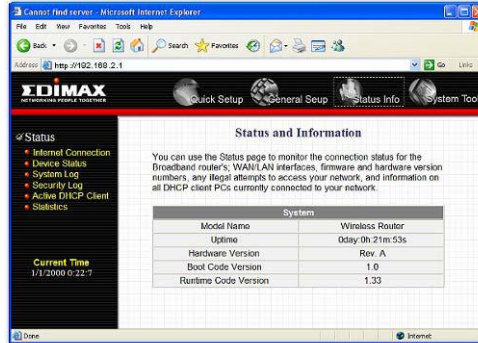 Cannot find server - Microsoft Internet Explorer
File Edit View Favorites Tools Help
Back Search Favorites
Address http://192.168.2.1 Go Links
EDIMAX
NETWORKING PEOPLE TOGETHER
Quick Setup General Seup Status Info System Too
Status
Internet Connection
Device Status
System Log
Security Log
Active DHCP Client
Statistics
Current Time
1/1/2000 0:22:7
Status and Information
You can use the Status page to monitor the connection status for the
Broadband router's; WAN/LAN interfaces, firmware and hardware version
numbers, any illegal attempts to access your network, and information on
all DHCP client PCs currently connected to your network.
System
Model Name Wireless Router
Uptime 0day:0h:21m:53s
Hardware Version Rev. A
Boot Code Version 1.0
Runtime Code Version 1.33
Done Internet